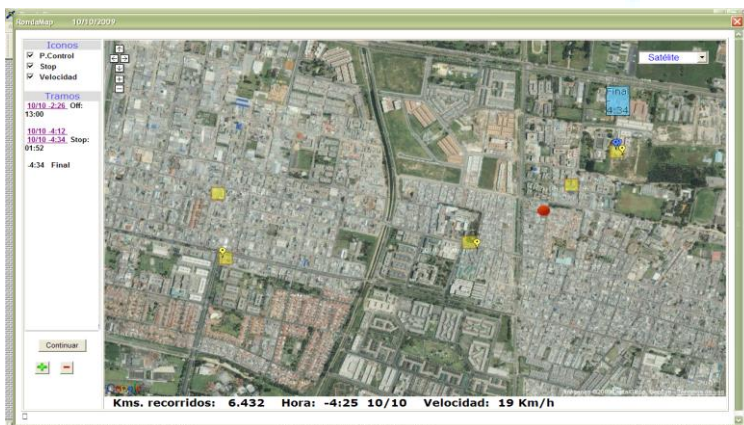 RondaMap 10/10/2009
Iconos
P.Control
Stop
Velocidad
Tramos
10/10 -2:26 Off:
13:00
10/10 -4:12
10/10 -4:34 Stop:
01:52
-4:34 Final
Continuar
Satélite
Final
4:34
Kms. recorridos: 6.432 Hora: -4:25 10/10 Velocidad: 19 Km/h